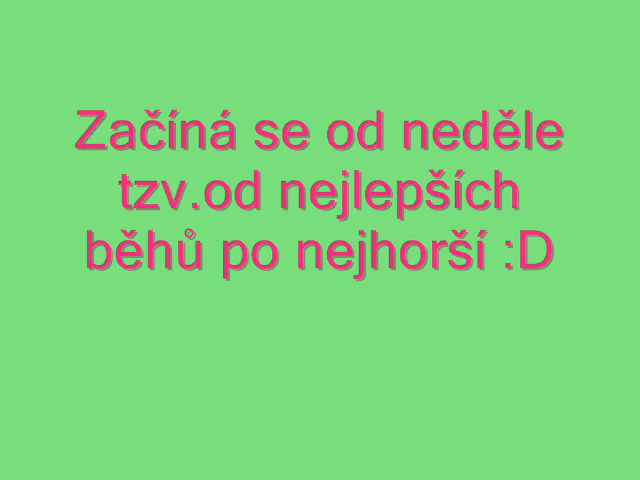 Začíná se od neděle
tzv.od nejlepších
běhů po nejhorší :D